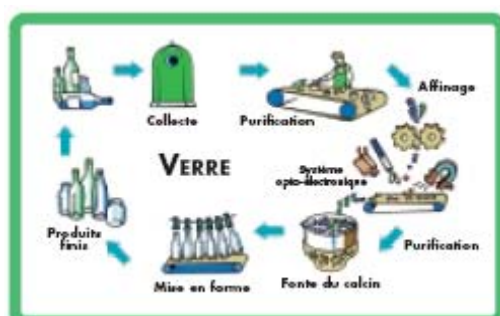 Collecte
Purification
Affinage
VERRE
Système
opto-électronique
Produits
finis
Mise en forme
Fonte du calcin
Purification